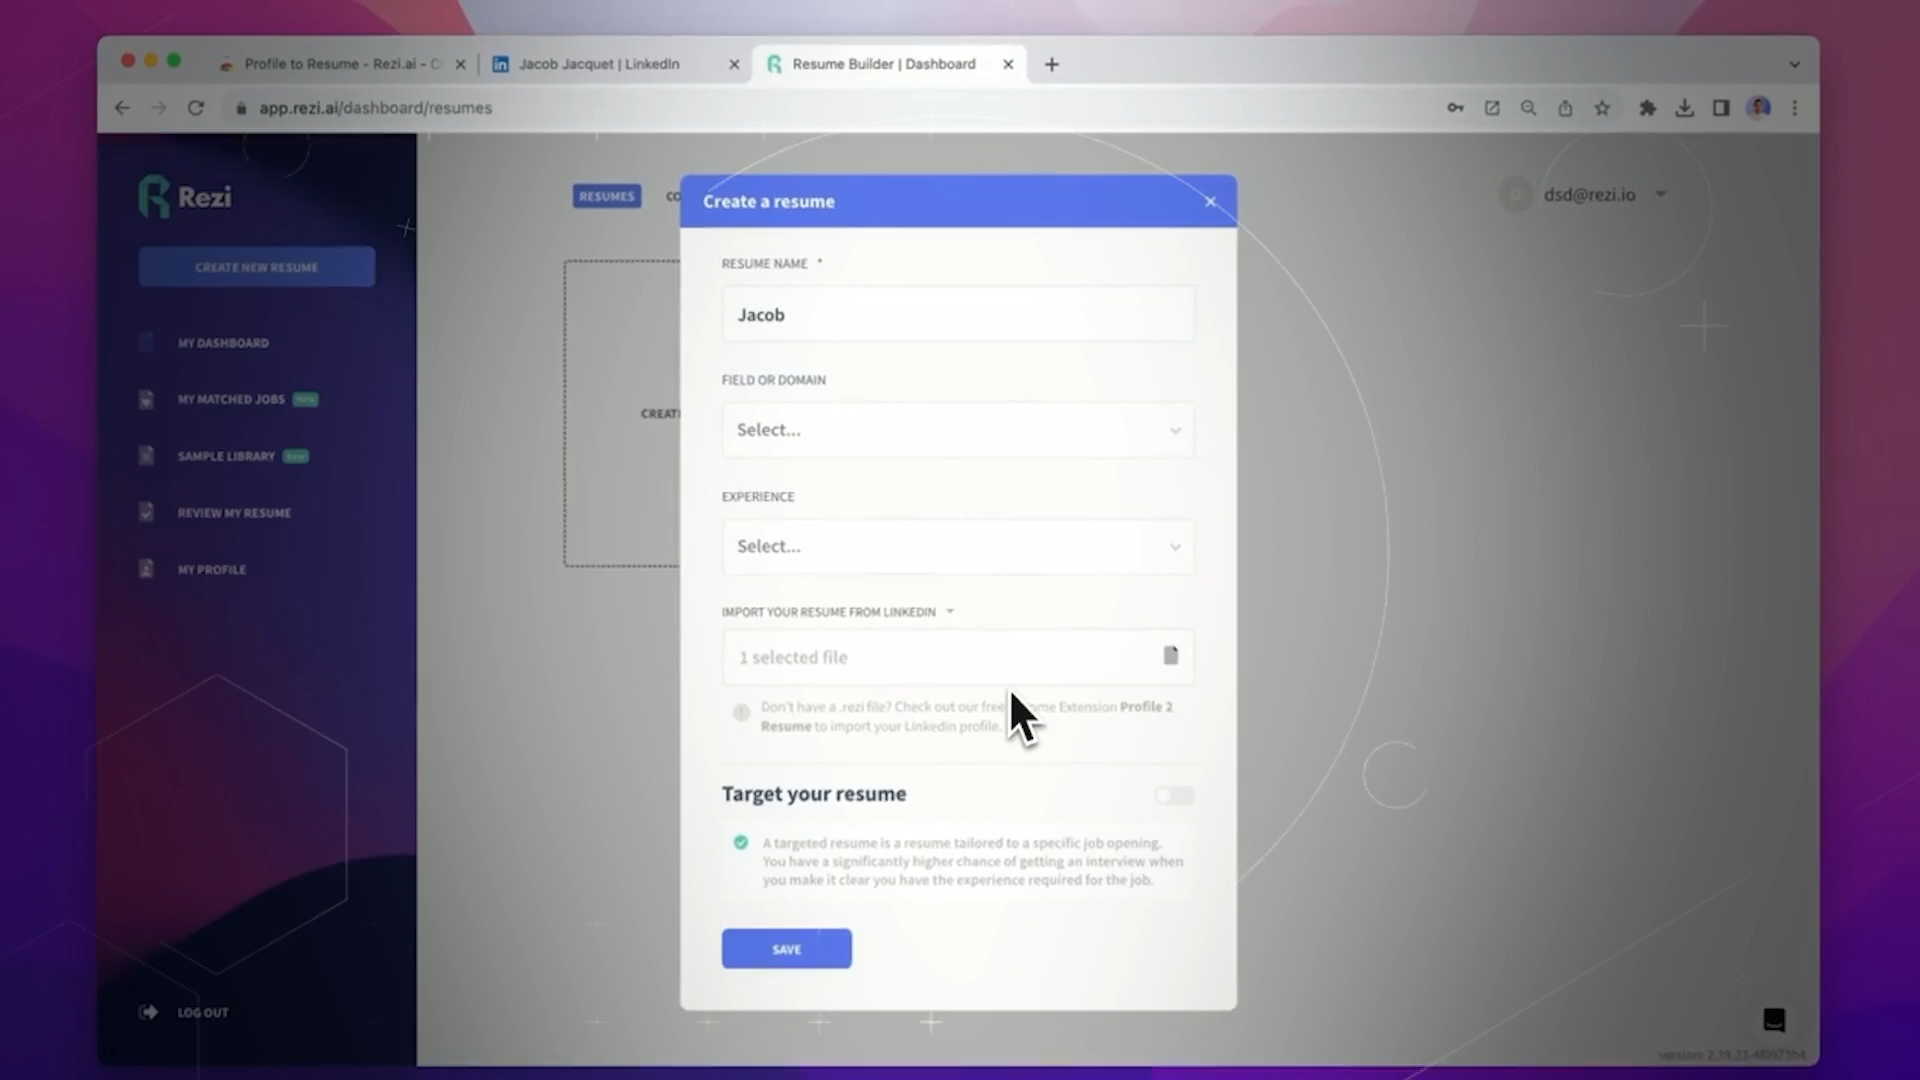 Profile to Resume - Rezi.ai - C
Jacob Jacquet | LinkedIn
Resume Builder | Dashboard
app.rezi.ai/dashboard/resumes
Rezi
RESUMES
CO
Create a resume
dsd@rezi.io
CREATE NEW RESUME
RESUME NAME *
Jacob
MY DASHBOARD
FIELD OR DOMAIN
MY MATCHED JOBS New
CREAT
Select...
SAMPLE LIBRARY New
EXPERIENCE
REVIEW MY RESUME
Select...
MY PROFILE
IMPORT YOUR RESUME FROM LINKEDIN
1 selected file
Don't have a .rezi file? Check out our free me Extension Profile 2
Resume to import your Linkedin profile.
Target your resume
A targeted resume is a resume tailored to a specific job opening.
You have a significantly higher chance of getting an interview when
you make it clear you have the experience required for the job.
SAVE
LOG OUT